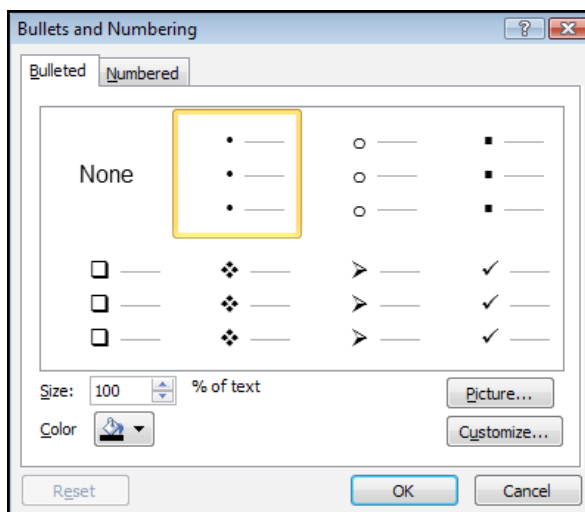 Bullets and Numbering
Bulleted Numbered
None
Size: 100 % of text Picture...
Color Customize...
Reset OK Cancel